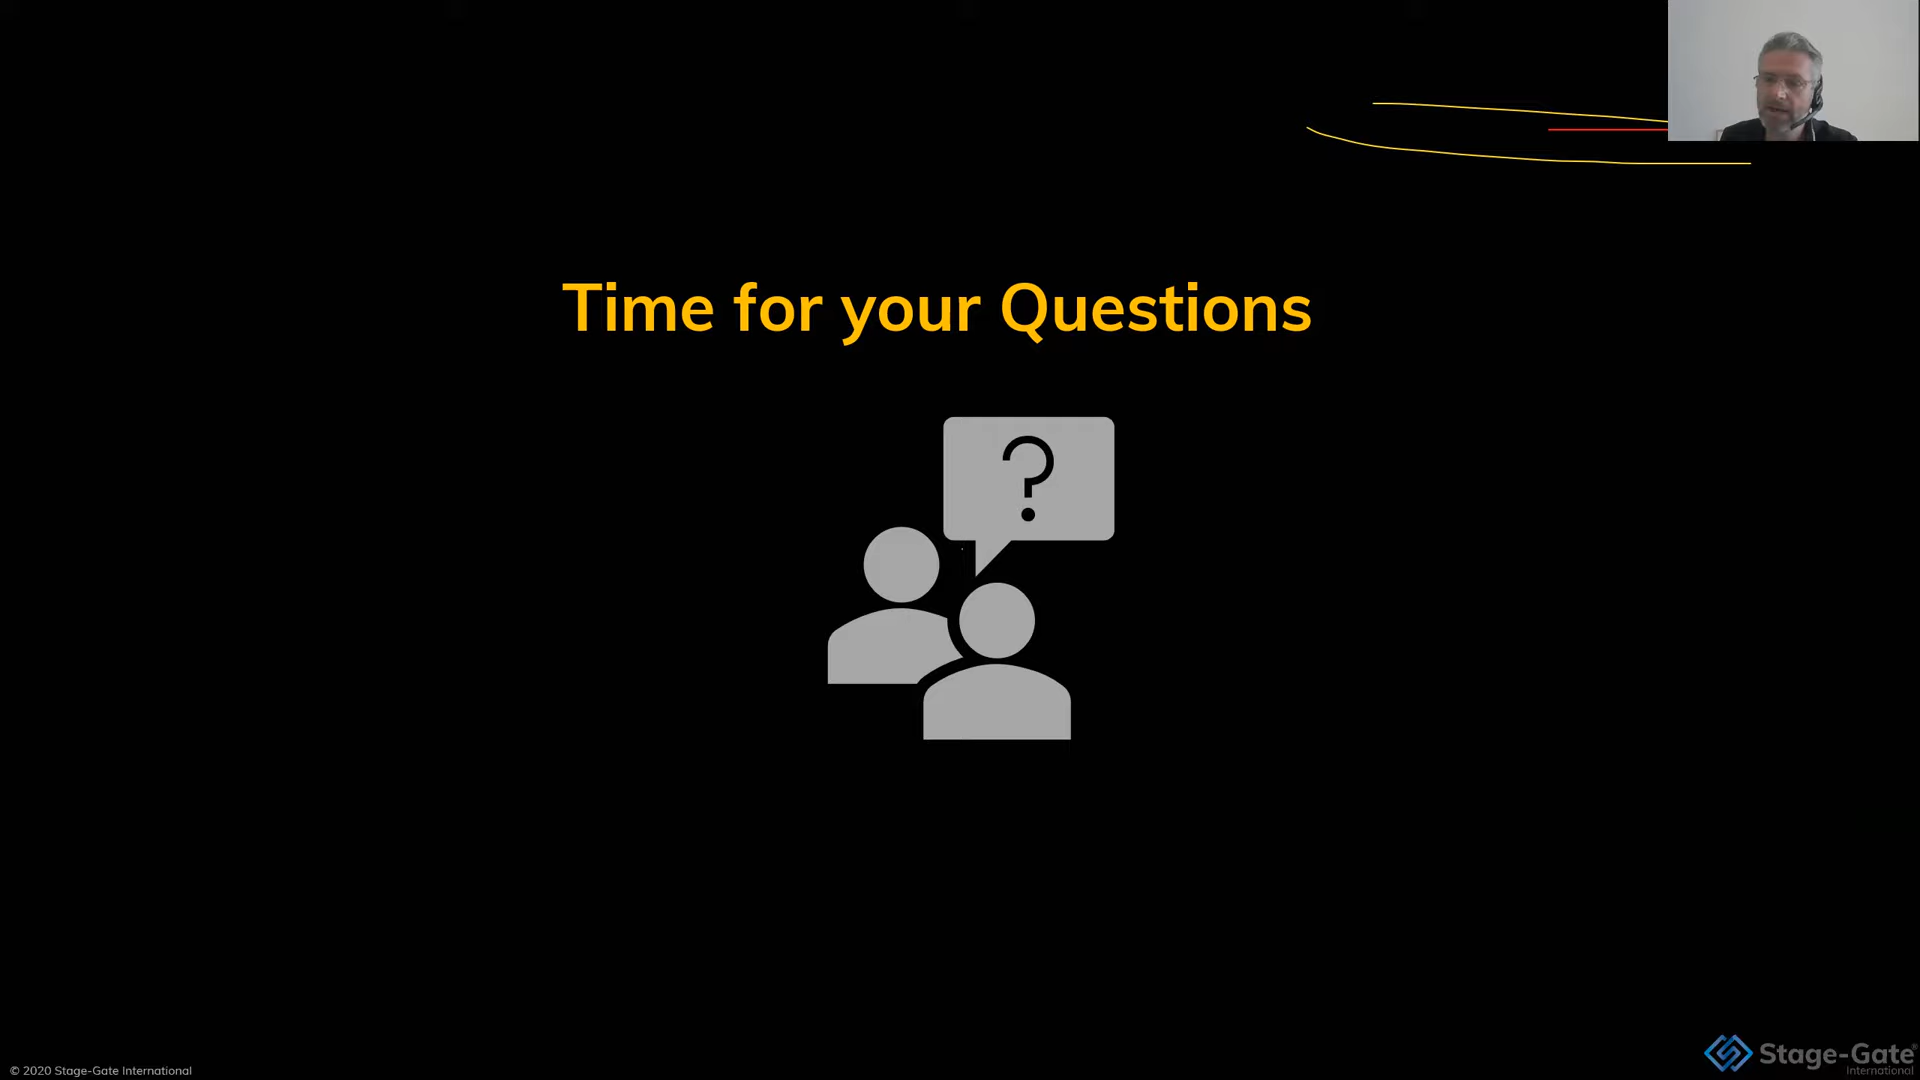 Time for your Questions
?
Stage-Gate®
International
© 2020 Stage-Gate International